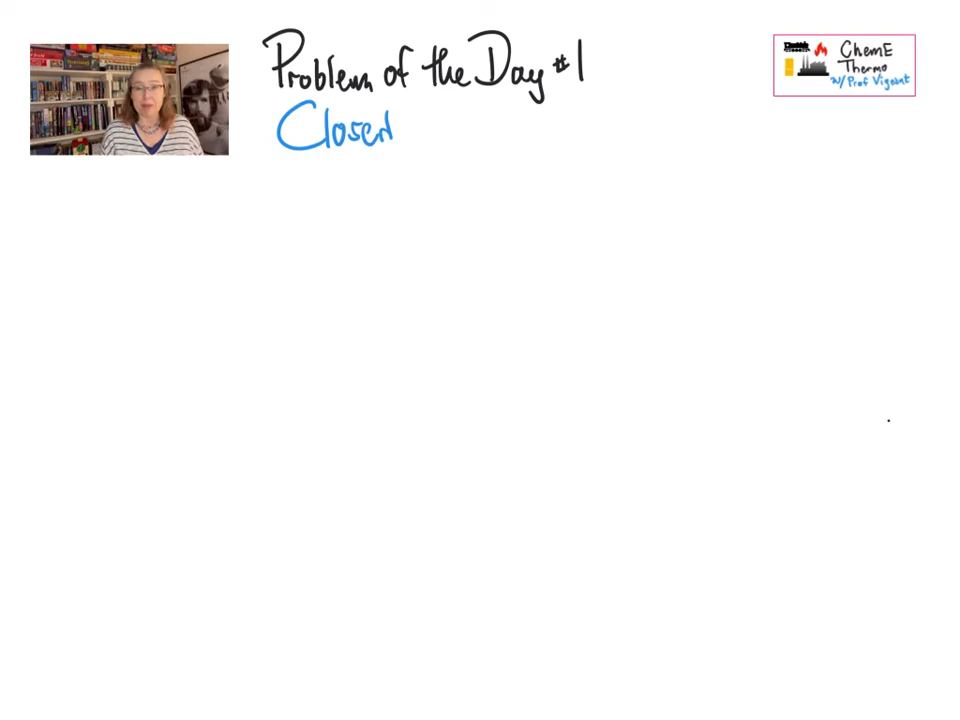 Problem of the Day #1
Closed
ChemE
Thermo
w/ Prof Vigeant